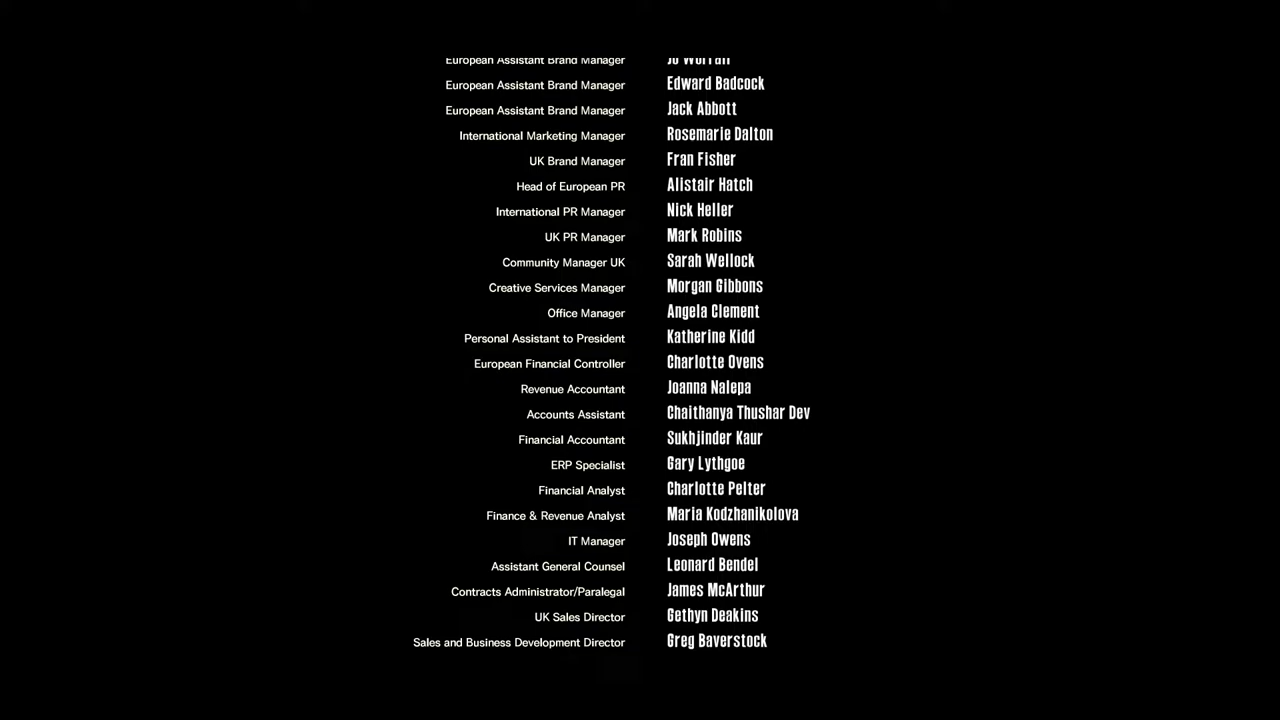 European Assistant Brand Manager
European Assistant Brand Manager Edward Badcock
European Assistant Brand Manager Jack Abbott
International Marketing Manager Rosemarie Dalton
UK Brand Manager Fran Fisher
Head of European PR Alistair Hatch
International PR Manager Nick Heller
UK PR Manager Mark Robins
Community Manager UK Sarah Wellock
Creative Services Manager Morgan Gibbons
Office Manager Angela Clement
Personal Assistant to President Katherine Kidd
European Financial Controller Charlotte Ovens
Revenue Accountant Joanna Nalepa
Accounts Assistant Chaithanya Thushar Dev
Financial Accountant Sukhjinder Kaur
ERP Specialist Gary Lythgoe
Financial Analyst Charlotte Pelter
Finance & Revenue Analyst Maria Kodzhanikolova
IT Manager Joseph Owens
Assistant General Counsel Leonard Bendel
Contracts Administrator/Paralegal James McArthur
UK Sales Director Gethyn Deakins
Sales and Business Development Director Greg Baverstock